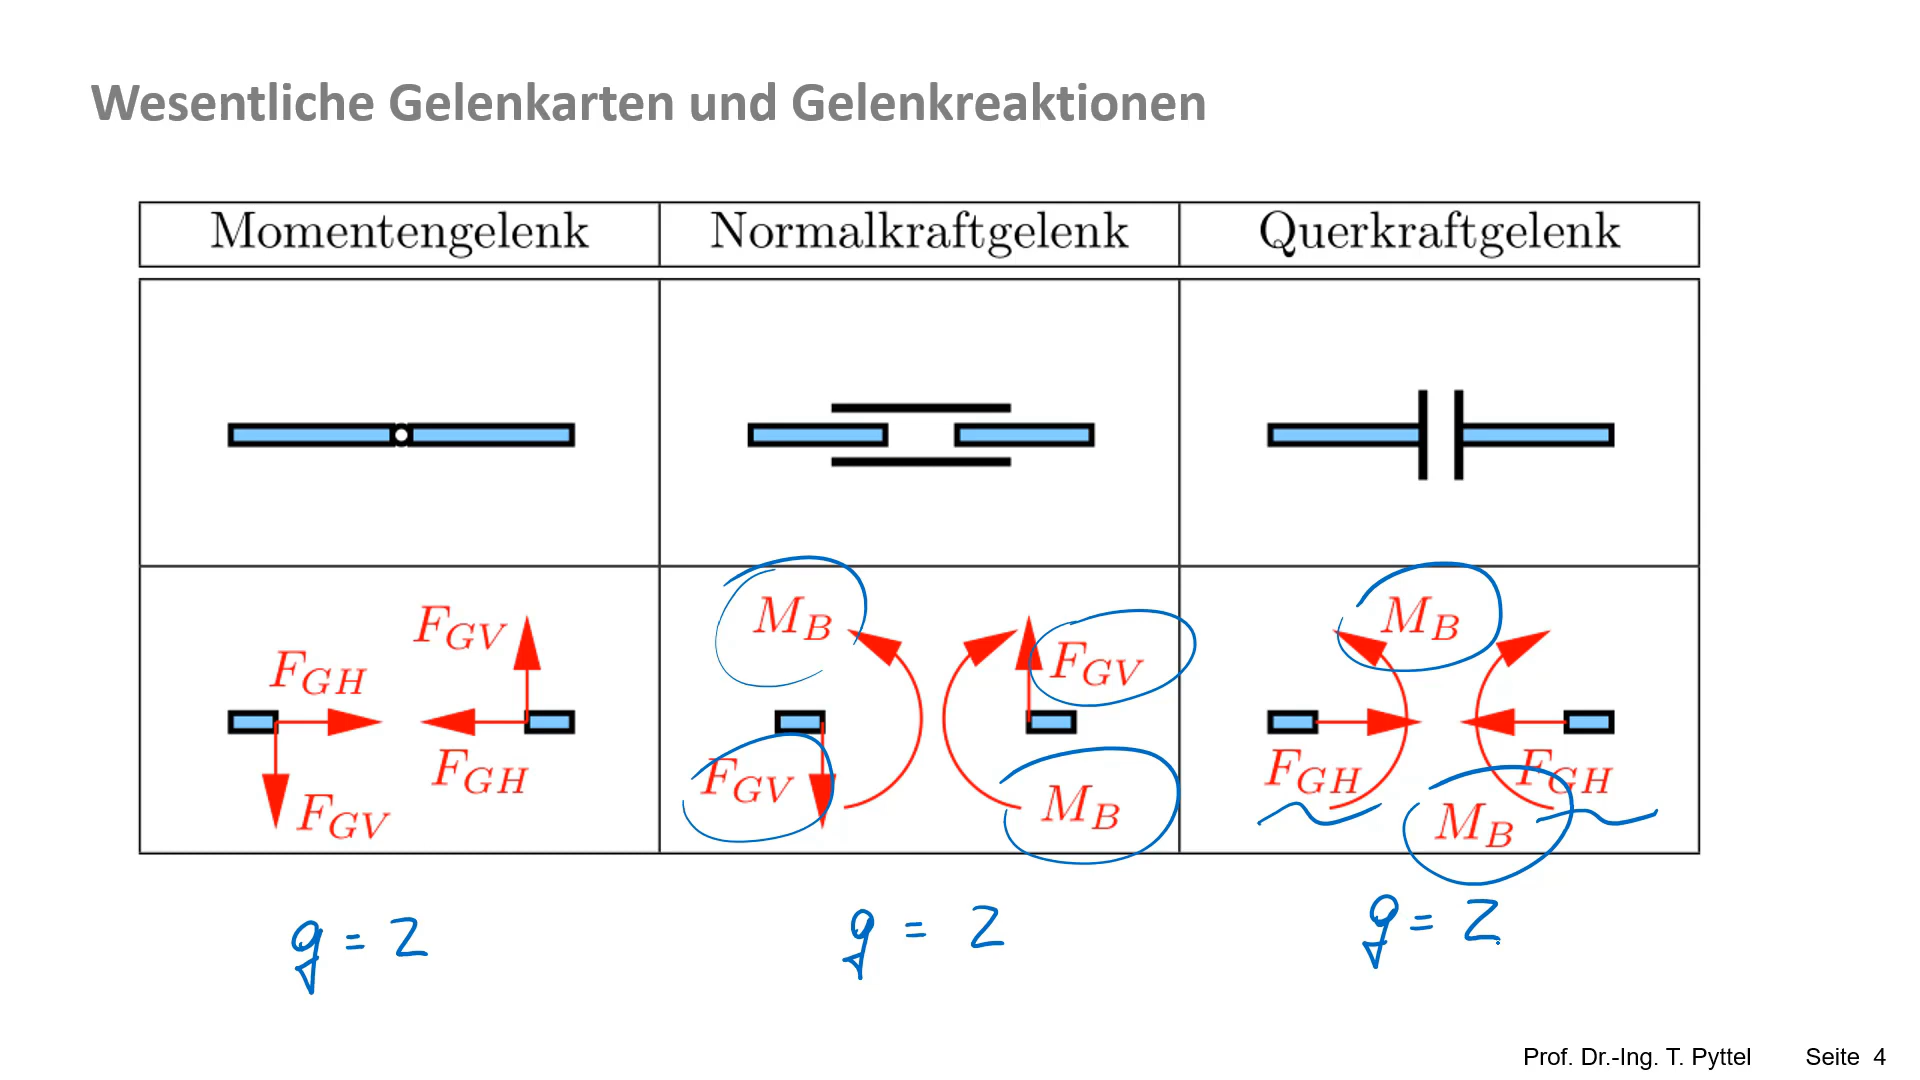 Wesentliche Gelenkarten und Gelenkreaktionen
Momentengelenk Normalkraftgelenk Querkraftgelenk
F_GV M_B M_B
F_GH F_GV
F_GH F_GV F_GH F_GH
F_GV M_B M_B
g = 2 g = 2 g = 2
Prof. Dr.-Ing. T. Pyttel Seite 4